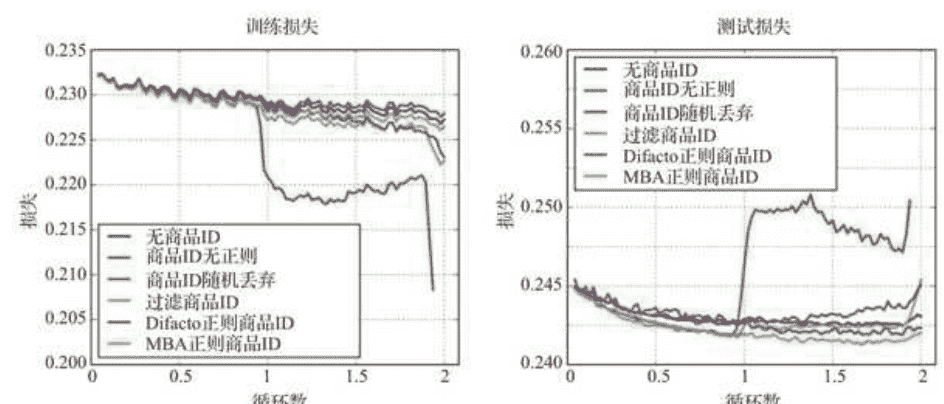 训练损失
0.235
0.230
0.225
0.220
0.215
0.210
0.205
0.200
损失
无商品ID
商品ID无正则
商品ID随机丢弃
过滤商品ID
Difacto正则商品ID
MBA正则商品ID
0 0.5 1 1.5 2
循环数
测试损失
0.260
0.255
0.250
0.245
0.240
损失
无商品ID
商品ID无正则
商品ID随机丢弃
过滤商品ID
Difacto正则商品ID
MBA正则商品ID
0 0.5 1 1.5 2
循环数